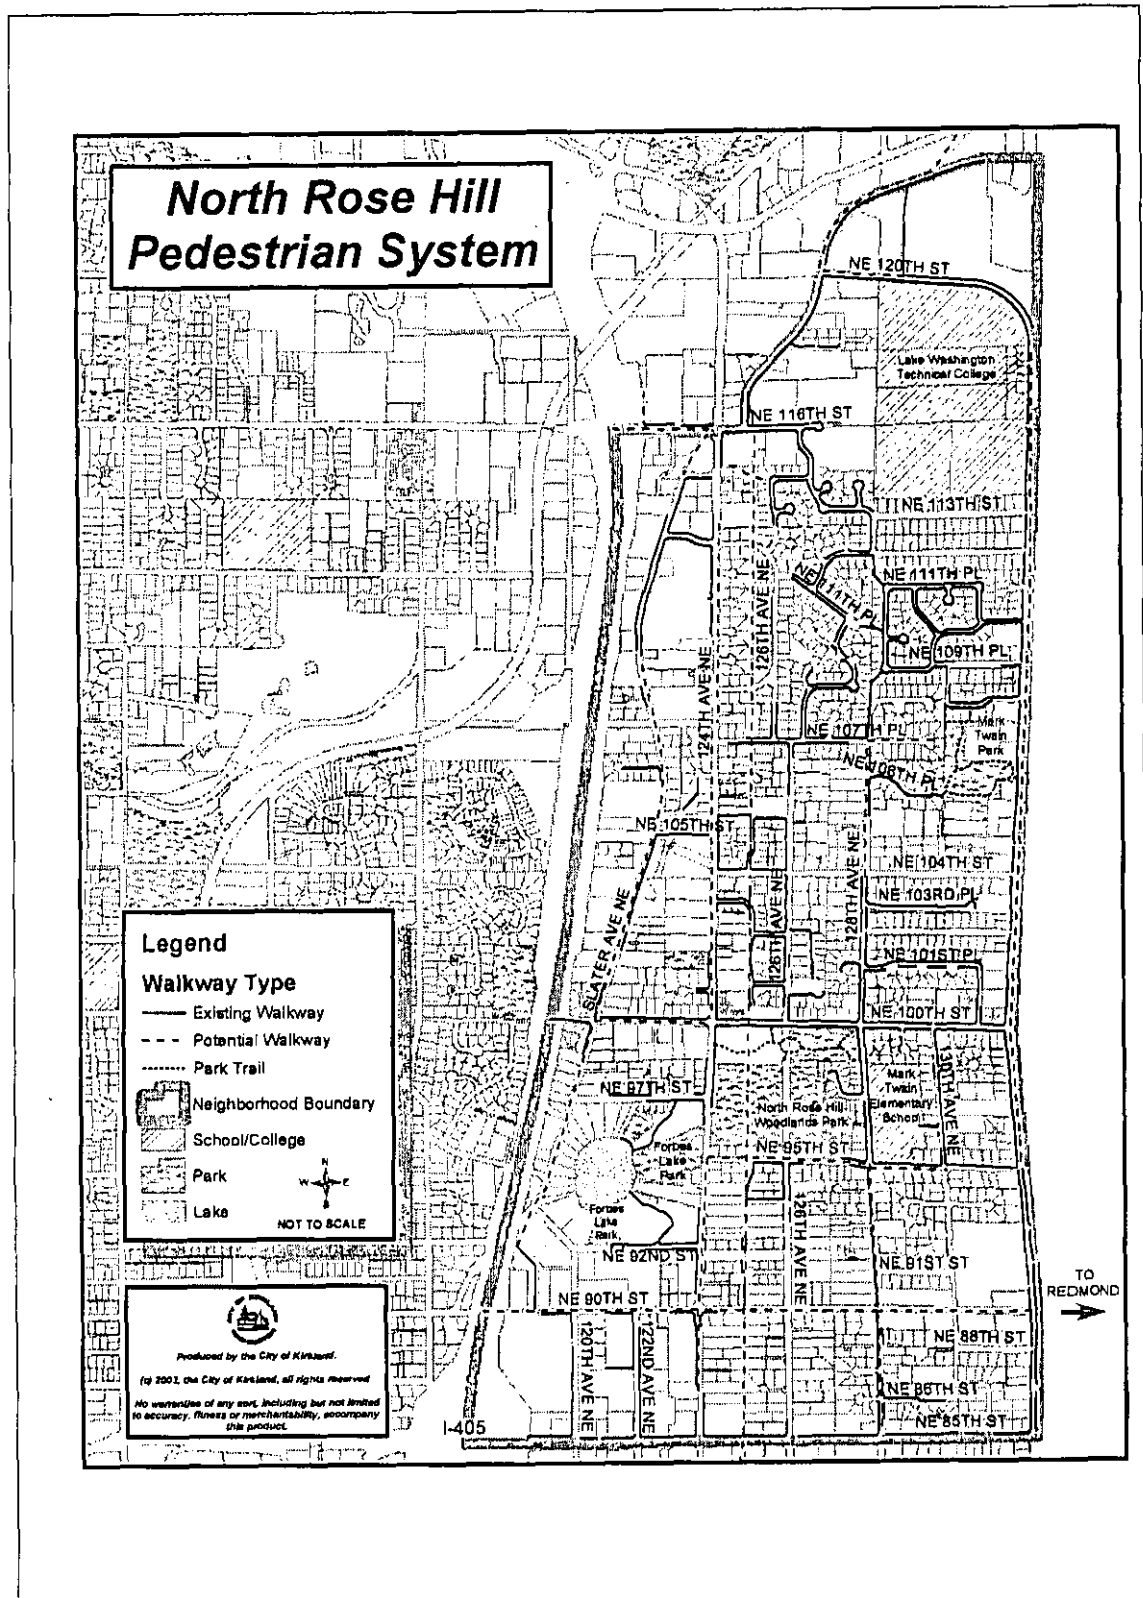 North Rose Hill
Pedestrian System
NE 120TH ST
Lake Washington
Technical College
NE 116TH ST
NE 113TH ST
NE 111TH PL
NE 111TH PL
126TH AVE NE
NE 109TH PL
124TH AVE NE
NE 107TH PL
Mark
Twain
Park
NE 106TH PL
NE 105TH ST
128TH AVE NE
NE 104TH ST
126TH AVE NE
NE 103RD PL
SLATER AVE NE
NE 101ST PL
NE 100TH ST
Legend
Walkway Type
Existing Walkway
Potential Walkway
Park Trail
Neighborhood Boundary
School/College
Park
Lake
N
W E
S
NOT TO SCALE
NE 97TH ST
Mark
Twain
Elementary
School
130TH AVE NE
North Rose Hill
Woodlands Park
Forbes
Lake
Park
NE 95TH ST
Forbes
Lake
Park
126TH AVE NE
NE 92ND ST
NE 91ST ST
TO
REDMOND
NE 90TH ST
120TH AVE NE
122ND AVE NE
NE 88TH ST
NE 86TH ST
NE 85TH ST
I-405
Produced by the City of Kirkland.
(c) 2003, the City of Kirkland, all rights reserved
No warranties of any sort, including but not limited
to accuracy, fitness or merchantability, accompany
this product.